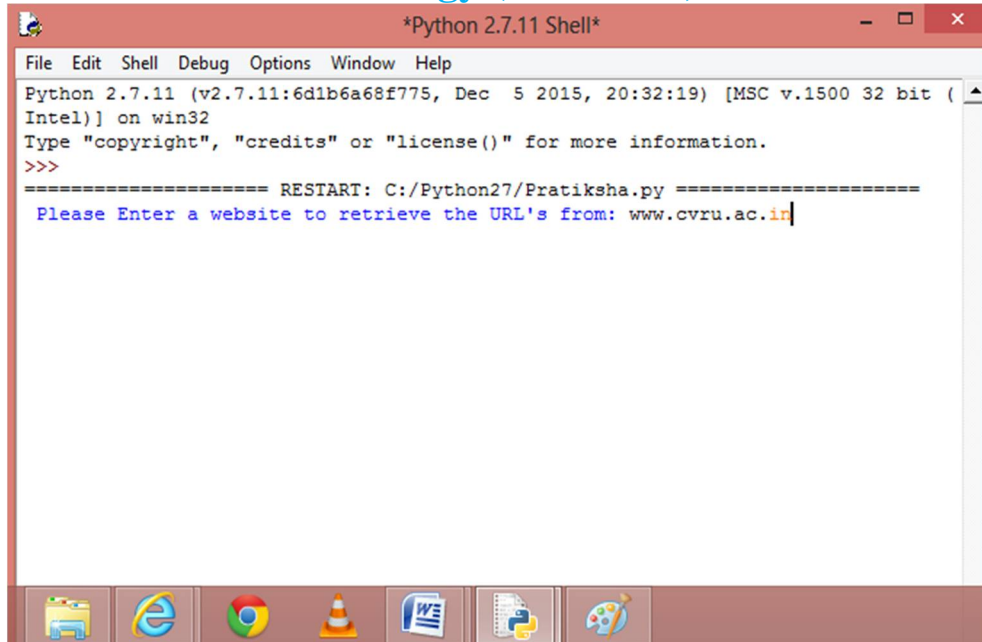 *Python 2.7.11 Shell*
File Edit Shell Debug Options Window Help
Python 2.7.11 (v2.7.11:6d1b6a68f775, Dec  5 2015, 20:32:19) [MSC v.1500 32 bit (
Intel)] on win32
Type "copyright", "credits" or "license()" for more information.
>>>
===================== RESTART: C:/Python27/Pratiksha.py =====================
Please Enter a website to retrieve the URL's from: www.cvru.ac.in